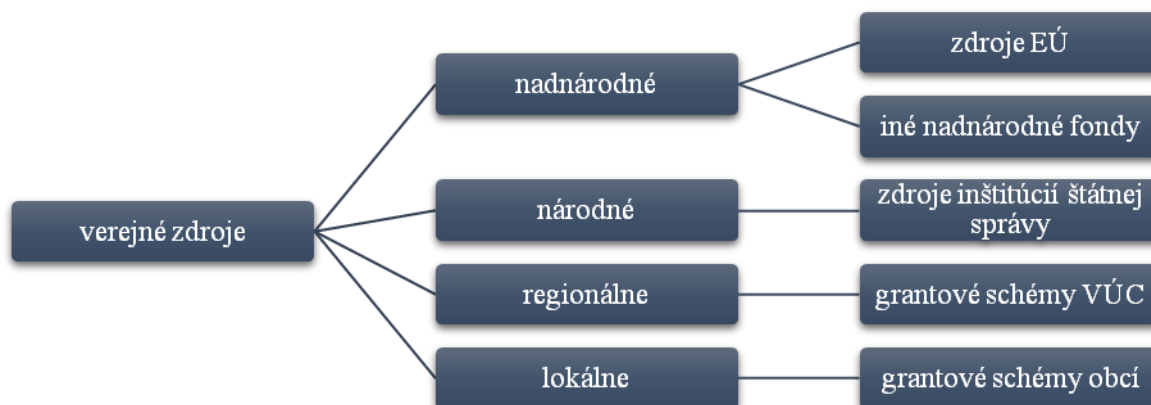 verejné zdroje
nadnárodné
zdroje EÚ
iné nadnárodné fondy
národné
zdroje inštitúcií štátnej
správy
regionálne
grantové schémy VÚC
lokálne
grantové schémy obcí